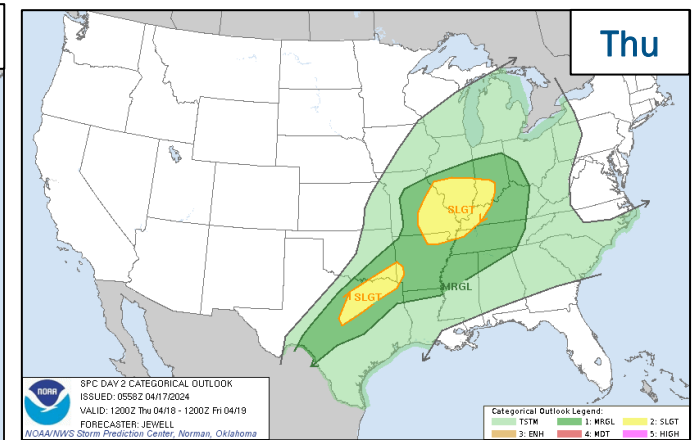 Thu
SLGT
SLGT
MRGL
NOAA
SPC DAY 2 CATEGORICAL OUTLOOK
ISSUED: 0558Z 04/17/2024
VALID: 1200Z Thu 04/18 - 1200Z Fri 04/19
FORECASTER: JEWELL
NOAA/NWS Storm Prediction Center, Norman, Oklahoma
Categorical Outlook Legend:
TSTM 1: MRGL 2: SLGT
3: ENH 4: MDT 5: HIGH